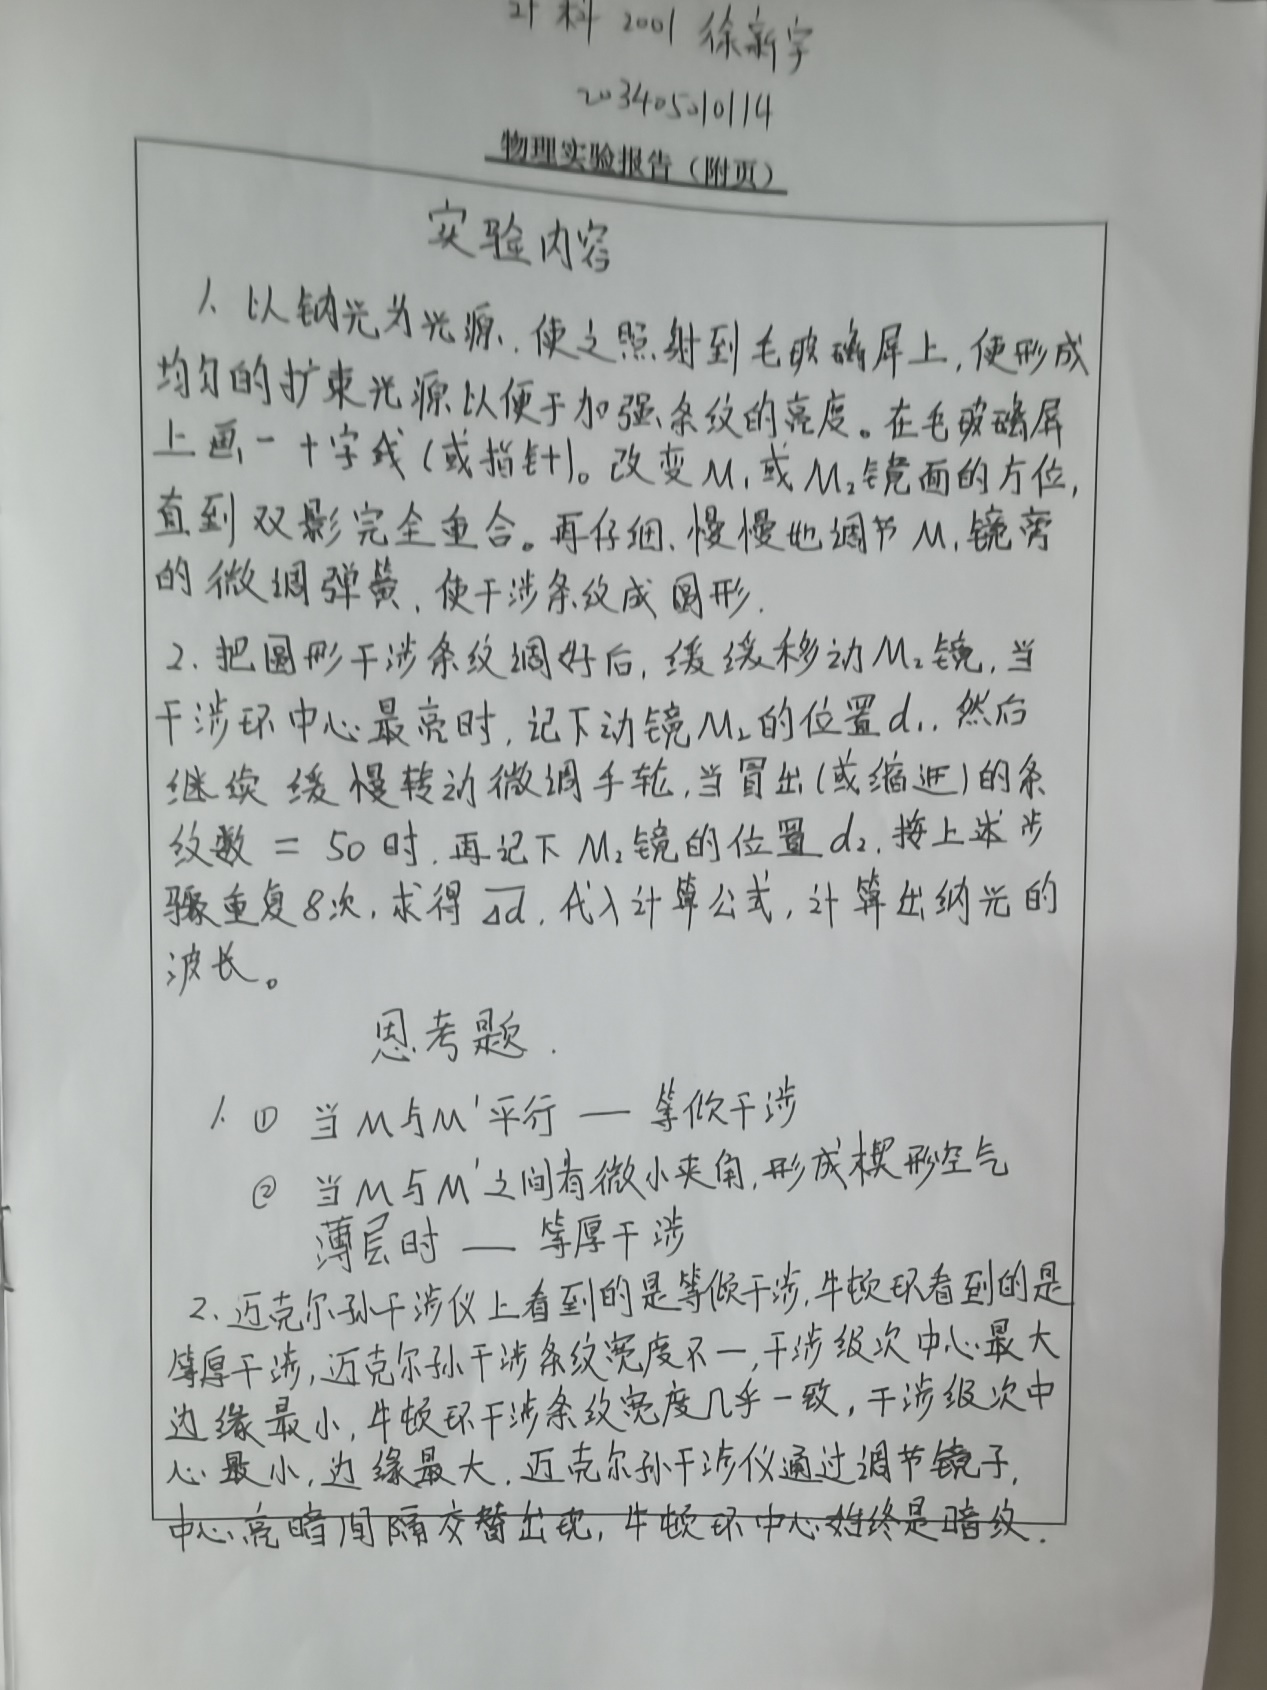 计科 2001 徐新宇
203405010114
物理实验报告（附页）
实验内容
1. 以钠光为光源，使之照射到毛玻璃屏上，使形成
均匀的扩束光源以便于加强条纹的亮度。在毛玻璃屏
上画一十字线（或指针）。改变M₁或M₂镜面的方位，
直到双影完全重合。再仔细、慢慢地调节M₁镜旁
的微调弹簧，使干涉条纹成圆形.
2. 把圆形干涉条纹调好后，缓缓移动M₂镜，当
干涉环中心最亮时，记下动镜M₂的位置d₁，然后
继续缓慢转动微调手轮，当冒出（或缩进）的条
纹数=50时，再记下M₂镜的位置d₂，按上述步
骤重复8次，求得Δd̅，代入计算公式，计算出钠光的
波长。
思考题.
1. ① 当M与M′平行 — 等倾干涉
② 当M与M′之间有微小夹角，形成楔形空气
薄层时 — 等厚干涉
2. 迈克尔孙干涉仪上看到的是等倾干涉，牛顿环看到的是
等厚干涉，迈克尔孙干涉条纹宽度不一，干涉级次中心最大
边缘最小，牛顿环干涉条纹宽度几乎一致，干涉级次中
心最小，边缘最大，迈克尔孙干涉仪通过调节镜子，
中心亮暗间隔交替出现，牛顿环中心始终是暗纹.